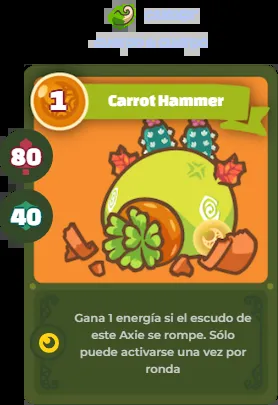 1
Carrot Hammer
80
40
Gana 1 energía si el escudo de
este Axie se rompe. Sólo
puede activarse una vez por
ronda